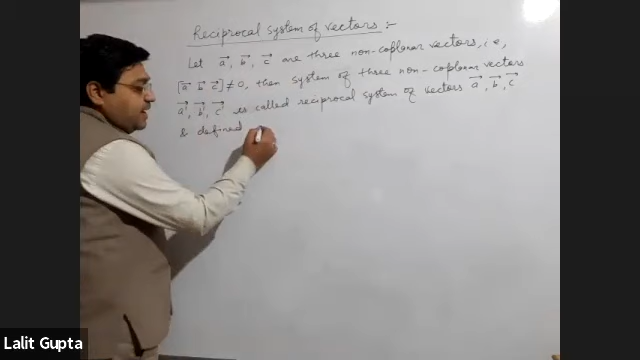 Reciprocal System of Vectors :-
Let a⃗, b⃗, c⃗ are three non-coplanar vectors, i.e,
[a⃗ b⃗ c⃗] ≠ 0, then system of three non-coplanar vectors
a⃗', b⃗', c⃗' is called reciprocal system of vectors a⃗, b⃗, c⃗
& defined
Lalit Gupta